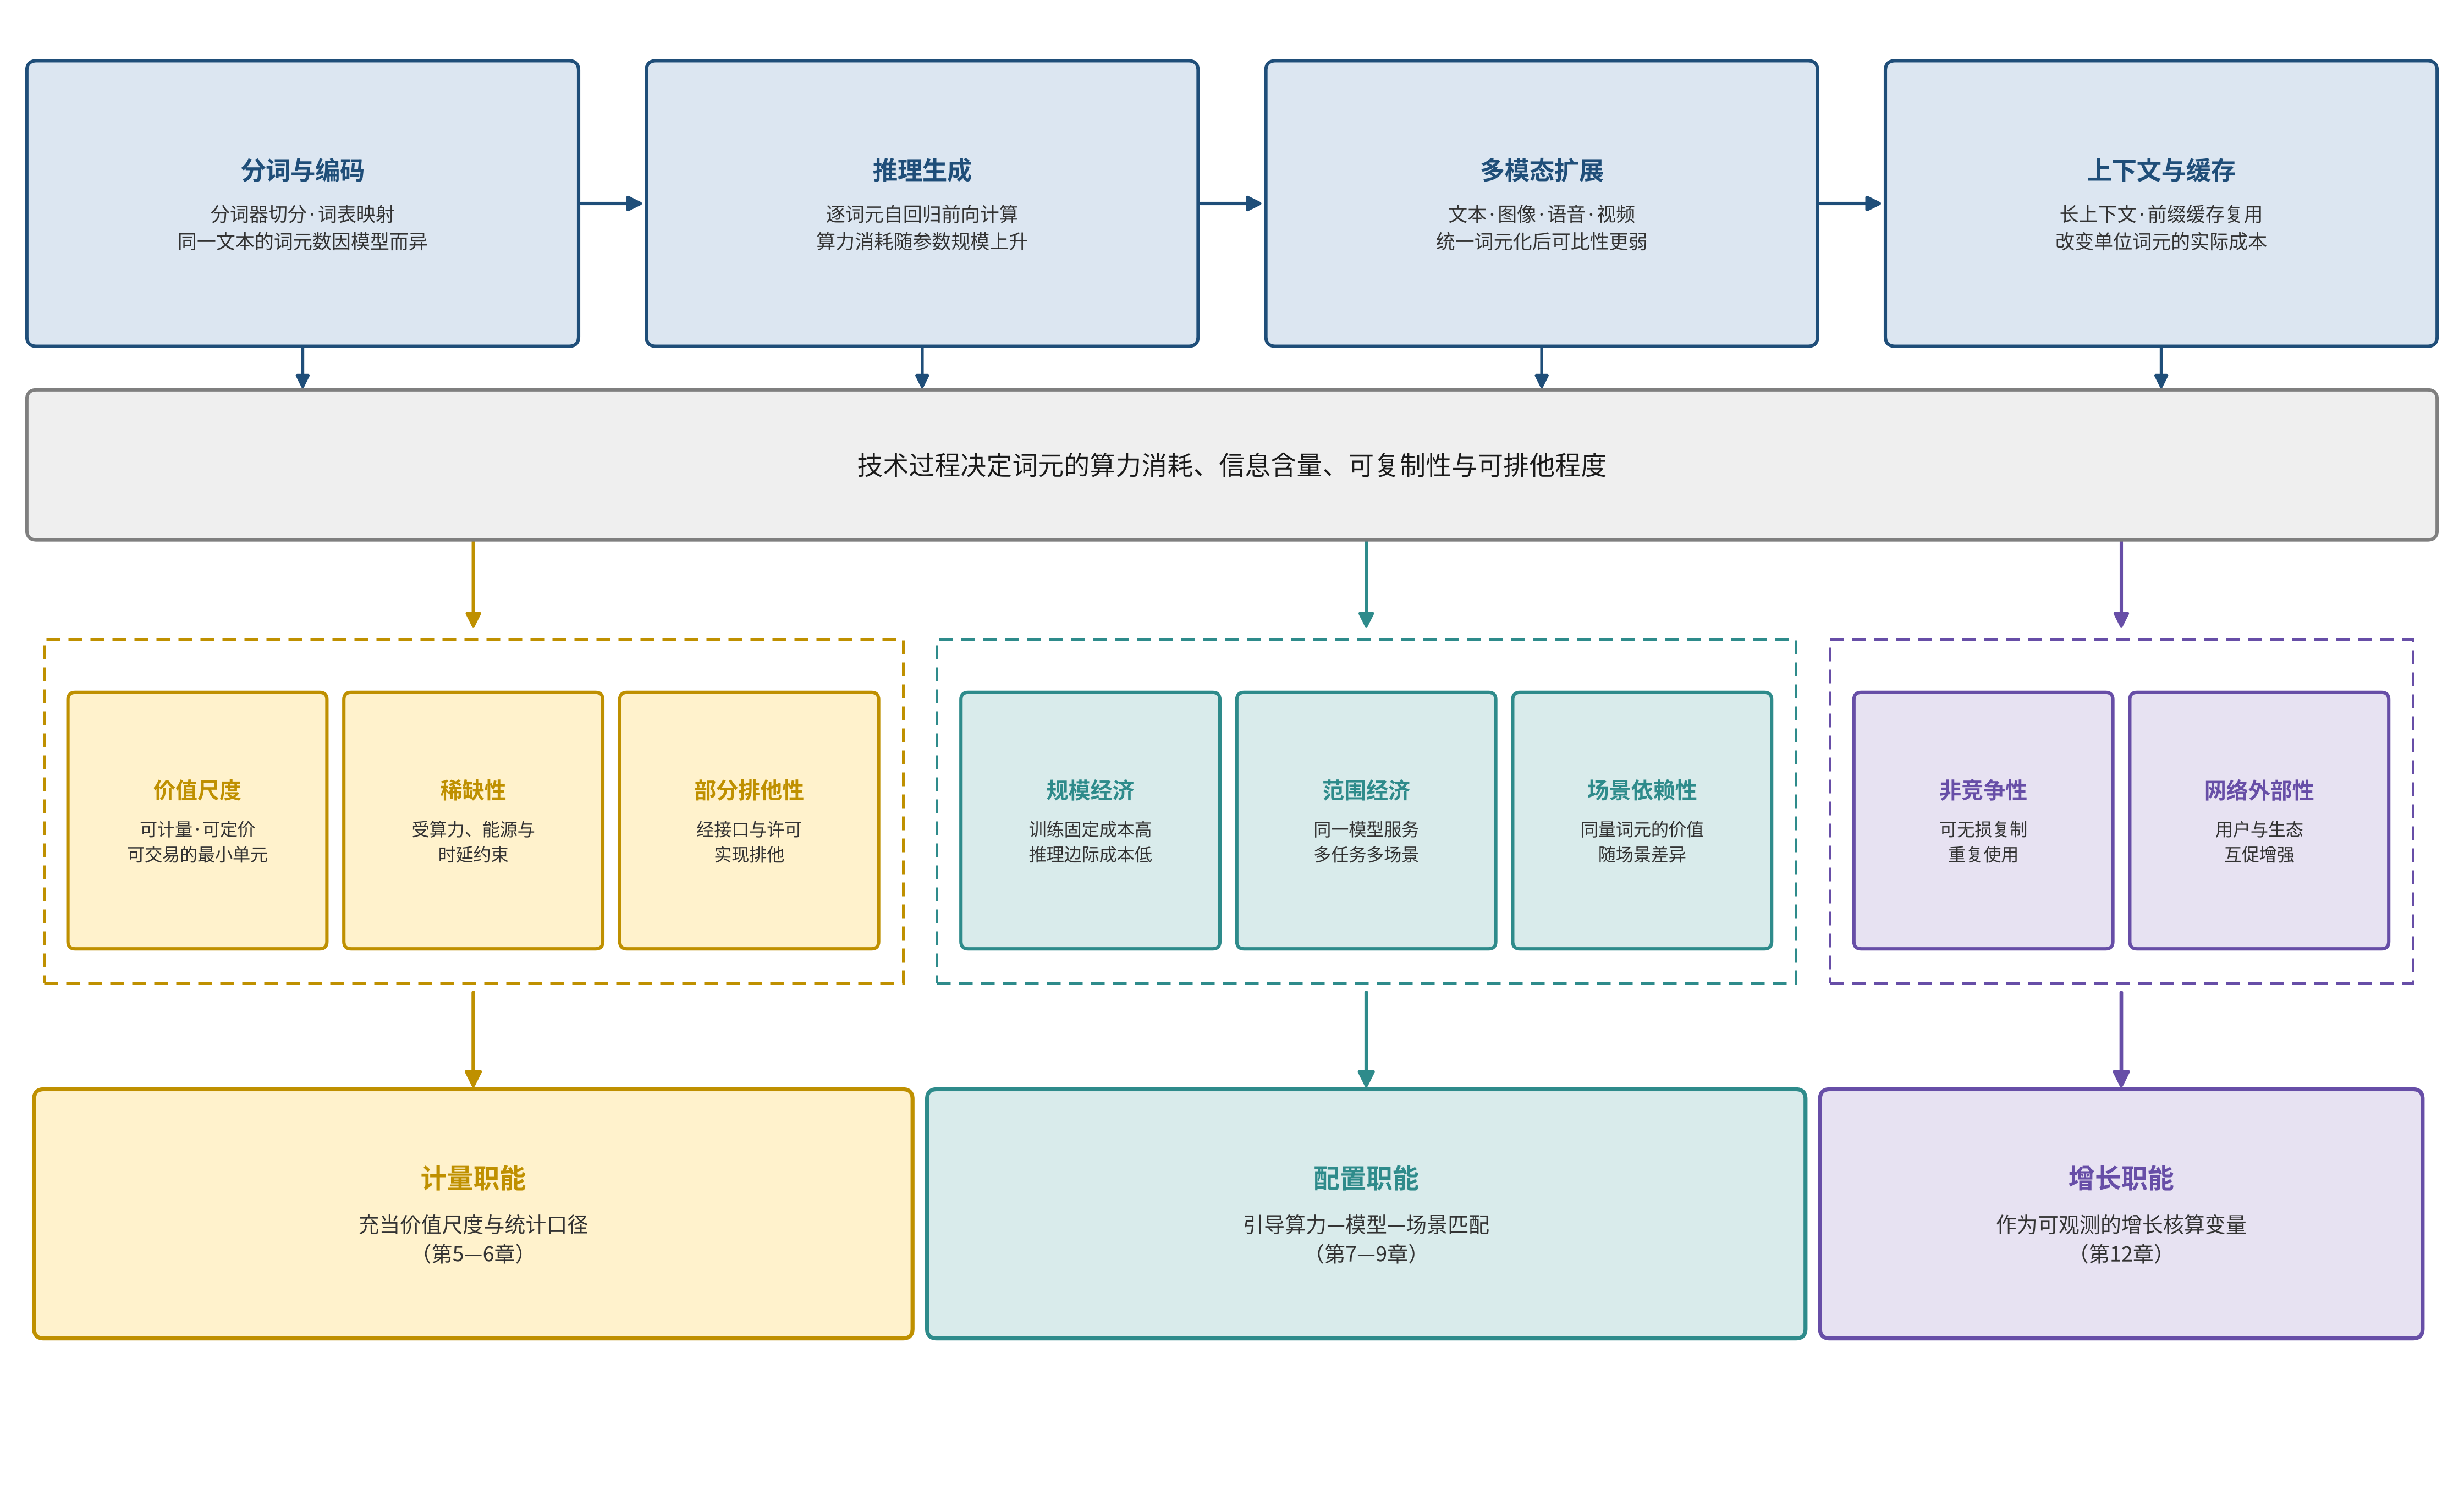 分词与编码
分词器切分·词表映射
同一文本的词元数因模型而异
推理生成
逐词元自回归前向计算
算力消耗随参数规模上升
多模态扩展
文本·图像·语音·视频
统一词元化后可比性更弱
上下文与缓存
长上下文·前缀缓存复用
改变单位词元的实际成本
技术过程决定词元的算力消耗、信息含量、可复制性与可排他程度
价值尺度
可计量·可定价
可交易的最小单元
稀缺性
受算力、能源与
时延约束
部分排他性
经接口与许可
实现排他
规模经济
训练固定成本高
推理边际成本低
范围经济
同一模型服务
多任务多场景
场景依赖性
同量词元的价值
随场景差异
非竞争性
可无损复制
重复使用
网络外部性
用户与生态
互促增强
计量职能
充当价值尺度与统计口径
（第5—6章）
配置职能
引导算力—模型—场景匹配
（第7—9章）
增长职能
作为可观测的增长核算变量
（第12章）